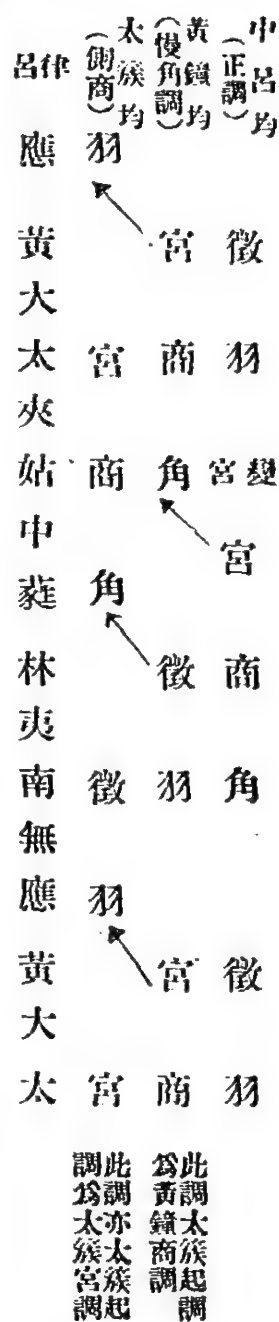 中呂均
(正調)
徵 羽 變宮 宮 商 角 徵 羽
黃鐘均
(慢角調)
宮 商 角 徵 羽 宮 商
此調太簇起調
為黃鐘商調
太簇均
(側商)
羽 宮 商 角 徵 羽 宮
此調亦太簇起
調為太簇宮調
律呂
應 黃 大 太 夾 姑 中 蕤 林 夷 南 無 應 黃 大 太